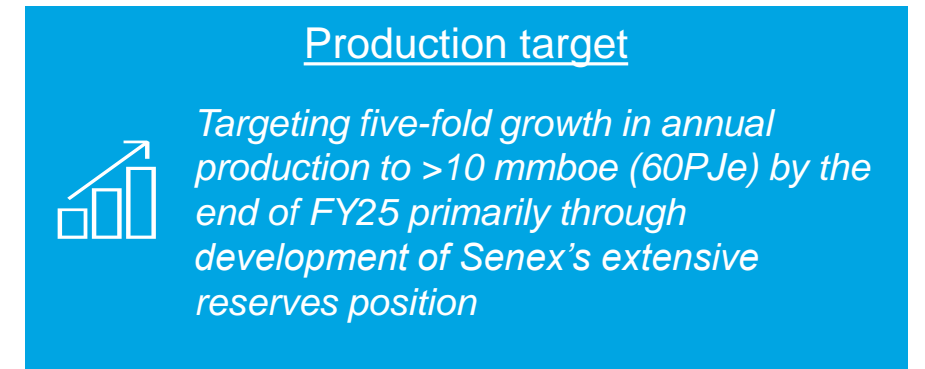 Production target
Targeting five-fold growth in annual
production to >10 mmboe (60PJe) by the
end of FY25 primarily through
development of Senex's extensive
reserves position